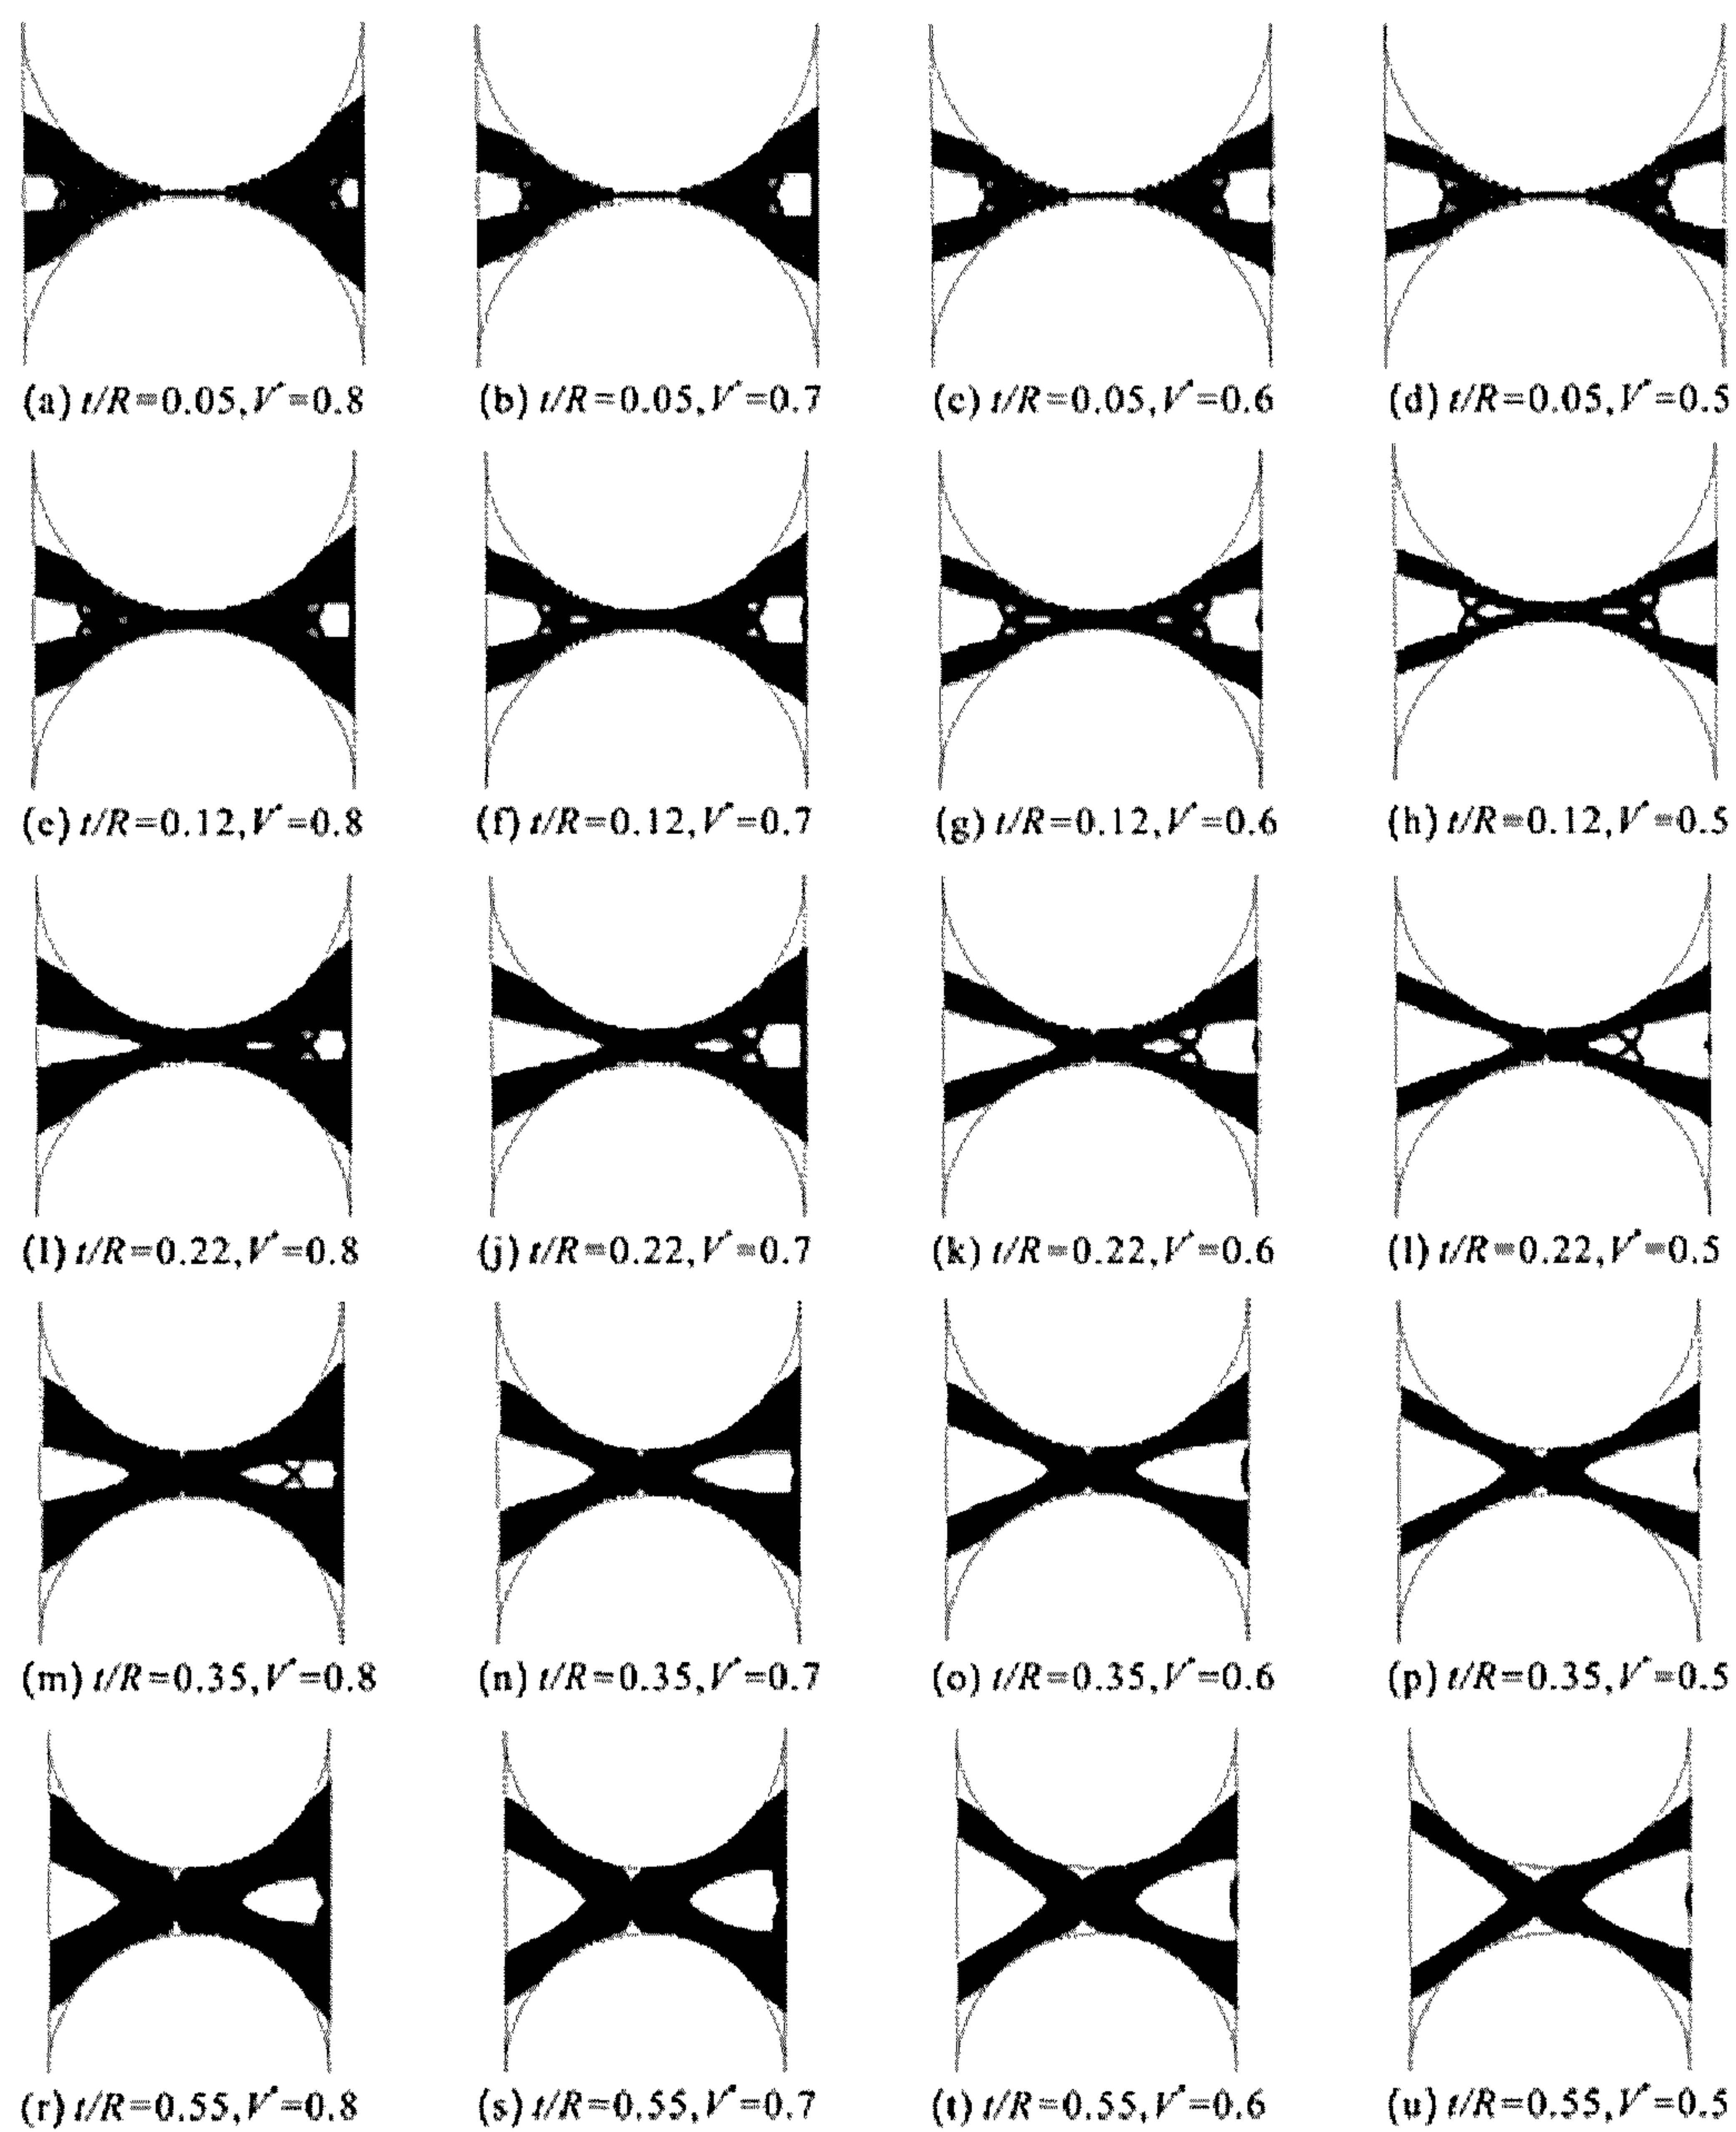 (a) t/R=0.05,V*=0.8
(b) t/R=0.05,V*=0.7
(c) t/R=0.05,V*=0.6
(d) t/R=0.05,V*=0.5
(e) t/R=0.12,V*=0.8
(f) t/R=0.12,V*=0.7
(g) t/R=0.12,V*=0.6
(h) t/R=0.12,V*=0.5
(l) t/R=0.22,V*=0.8
(j) t/R=0.22,V*=0.7
(k) t/R=0.22,V*=0.6
(l) t/R=0.22,V*=0.5
(m) t/R=0.35,V*=0.8
(n) t/R=0.35,V*=0.7
(o) t/R=0.35,V*=0.6
(p) t/R=0.35,V*=0.5
(r) t/R=0.55,V*=0.8
(s) t/R=0.55,V*=0.7
(t) t/R=0.55,V*=0.6
(u) t/R=0.55,V*=0.5